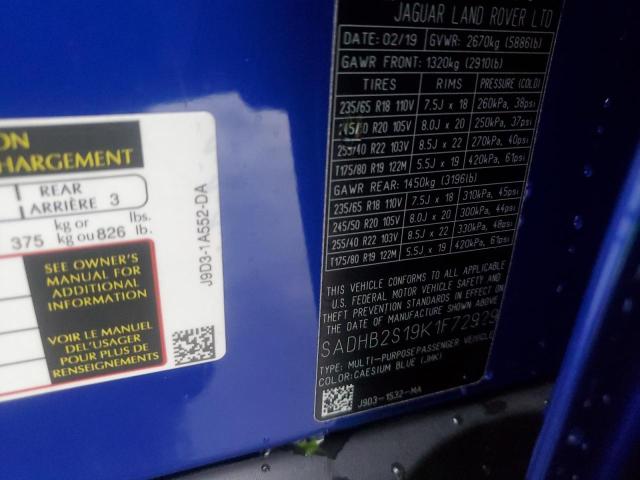 ON
HARGEMENT
REAR
ARRIÈRE 3
375 kg or lbs.
kg ou 826 lb.
SEE OWNER'S
MANUAL FOR
ADDITIONAL
INFORMATION
VOIR LE MANUEL
DE L'USAGER
POUR PLUS DE
RENSEIGNEMENTS
J9D3-1A552-DA
JAGUAR LAND ROVER LTD
DATE: 02/19 GVWR: 2670kg (5886lb)
GAWR FRONT: 1320kg (2910lb)
TIRES RIMS PRESSURE (COLD)
235/65 R18 110V 7.5J x 18 260kPa, 38psi
245/50 R20 105V 8.0J x 20 250kPa, 37psi
255/40 R22 103V 8.5J x 22 270kPa, 40psi
T175/80 R19 122M 5.5J x 19 420kPa, 61psi
GAWR REAR: 1450kg (3196lb)
235/65 R18 110V 7.5J x 18 310kPa, 45psi
245/50 R20 105V 8.0J x 20 300kPa, 44psi
255/40 R22 103V 8.5J x 22 330kPa, 48psi
T175/80 R19 122M 5.5J x 19 420kPa, 61psi
THIS VEHICLE CONFORMS TO ALL APPLICABLE
U.S. FEDERAL MOTOR VEHICLE SAFETY AND
THEFT PREVENTION STANDARDS IN EFFECT ON
THE DATE OF MANUFACTURE SHOWN ABOVE
SADHB2S19K1F72929
TYPE: MULTI-PURPOSE PASSENGER VEHICLE
COLOR: CAESIUM BLUE (JHK)
J9D3-1532-MA